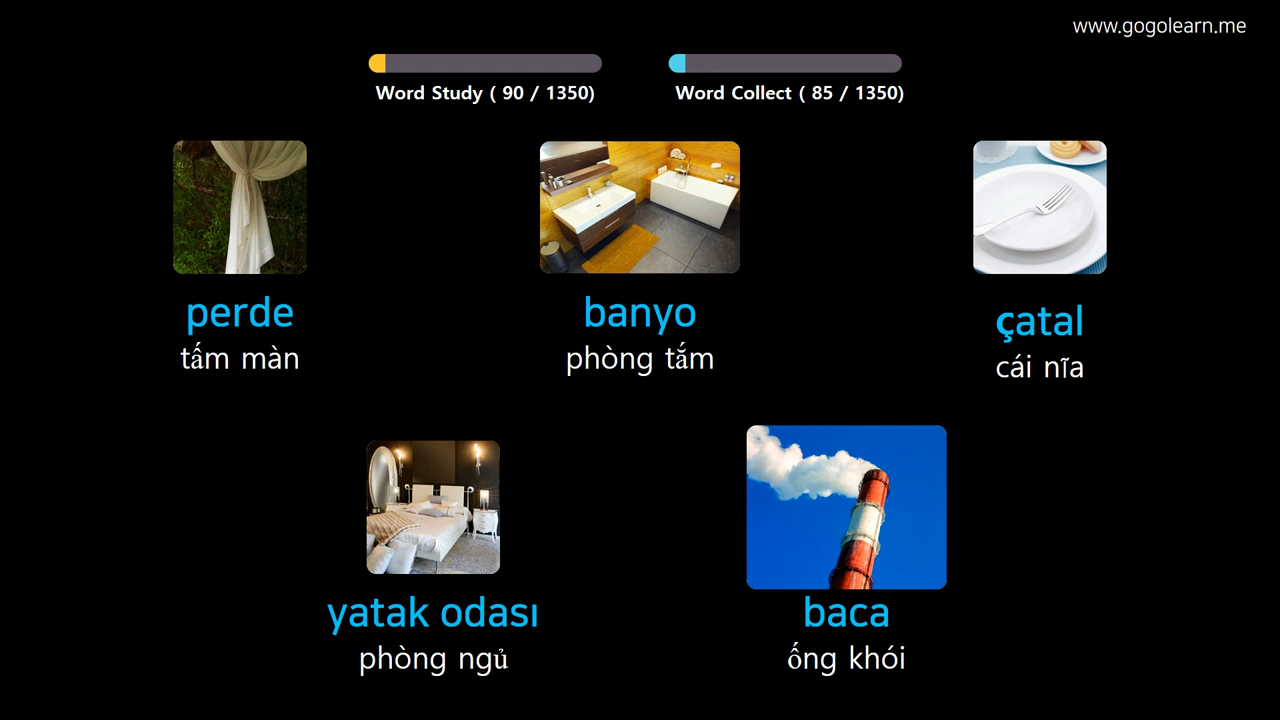 www.gogolearn.me
Word Study ( 90 / 1350)
Word Collect ( 85 / 1350)
perde
tấm màn
banyo
phòng tắm
çatal
cái nĩa
yatak odası
phòng ngủ
baca
ống khói